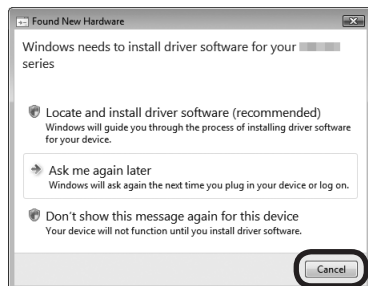 Found New Hardware
Windows needs to install driver software for your
series
Locate and install driver software (recommended)
Windows will guide you through the process of installing driver software
for your device.
Ask me again later
Windows will ask again the next time you plug in your device or log on.
Don't show this message again for this device
Your device will not function until you install driver software.
Cancel